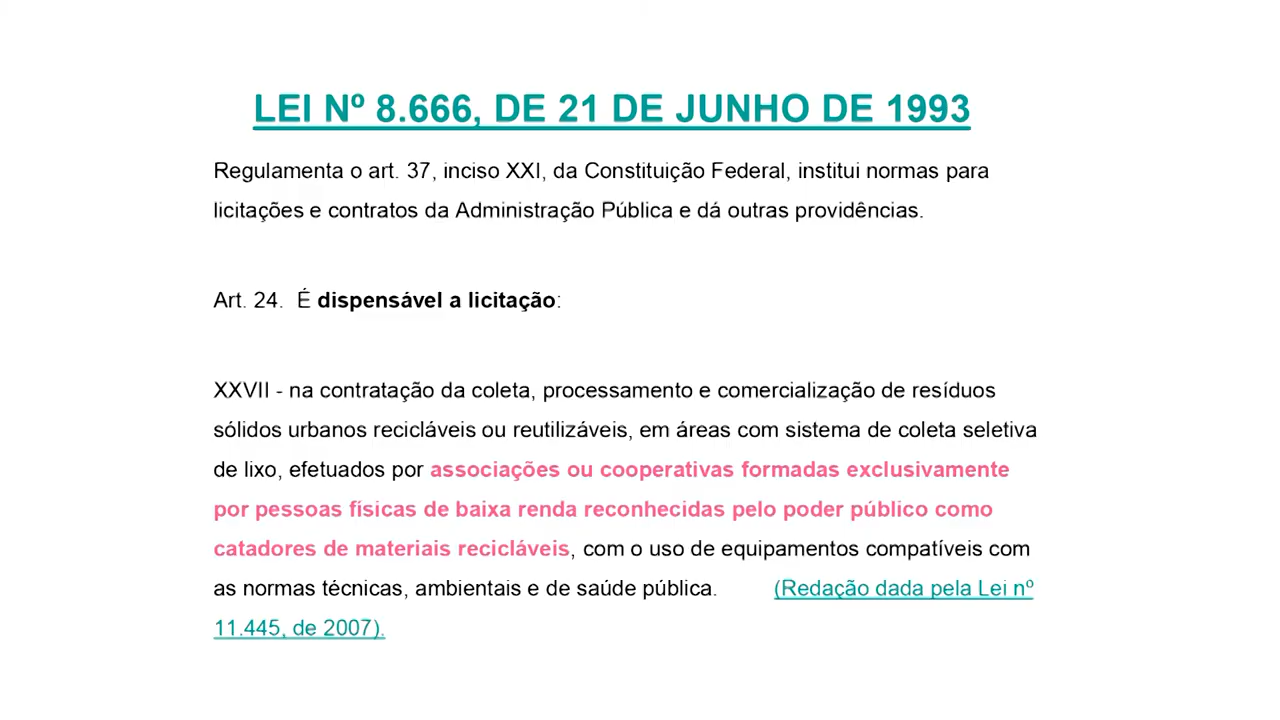 LEI Nº 8.666, DE 21 DE JUNHO DE 1993
Regulamenta o art. 37, inciso XXI, da Constituição Federal, institui normas para
licitações e contratos da Administração Pública e dá outras providências.
Art. 24.  É dispensável a licitação:
XXVII - na contratação da coleta, processamento e comercialização de resíduos
sólidos urbanos recicláveis ou reutilizáveis, em áreas com sistema de coleta seletiva
de lixo, efetuados por associações ou cooperativas formadas exclusivamente
por pessoas físicas de baixa renda reconhecidas pelo poder público como
catadores de materiais recicláveis, com o uso de equipamentos compatíveis com
as normas técnicas, ambientais e de saúde pública. (Redação dada pela Lei nº
11.445, de 2007).